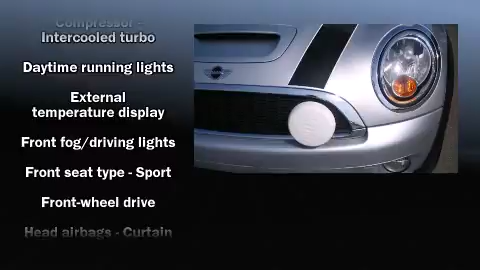 Compressor -
Intercooled turbo
Daytime running lights
External
temperature display
Front fog/driving lights
Front seat type - Sport
Front-wheel drive
Head airbags - Curtain